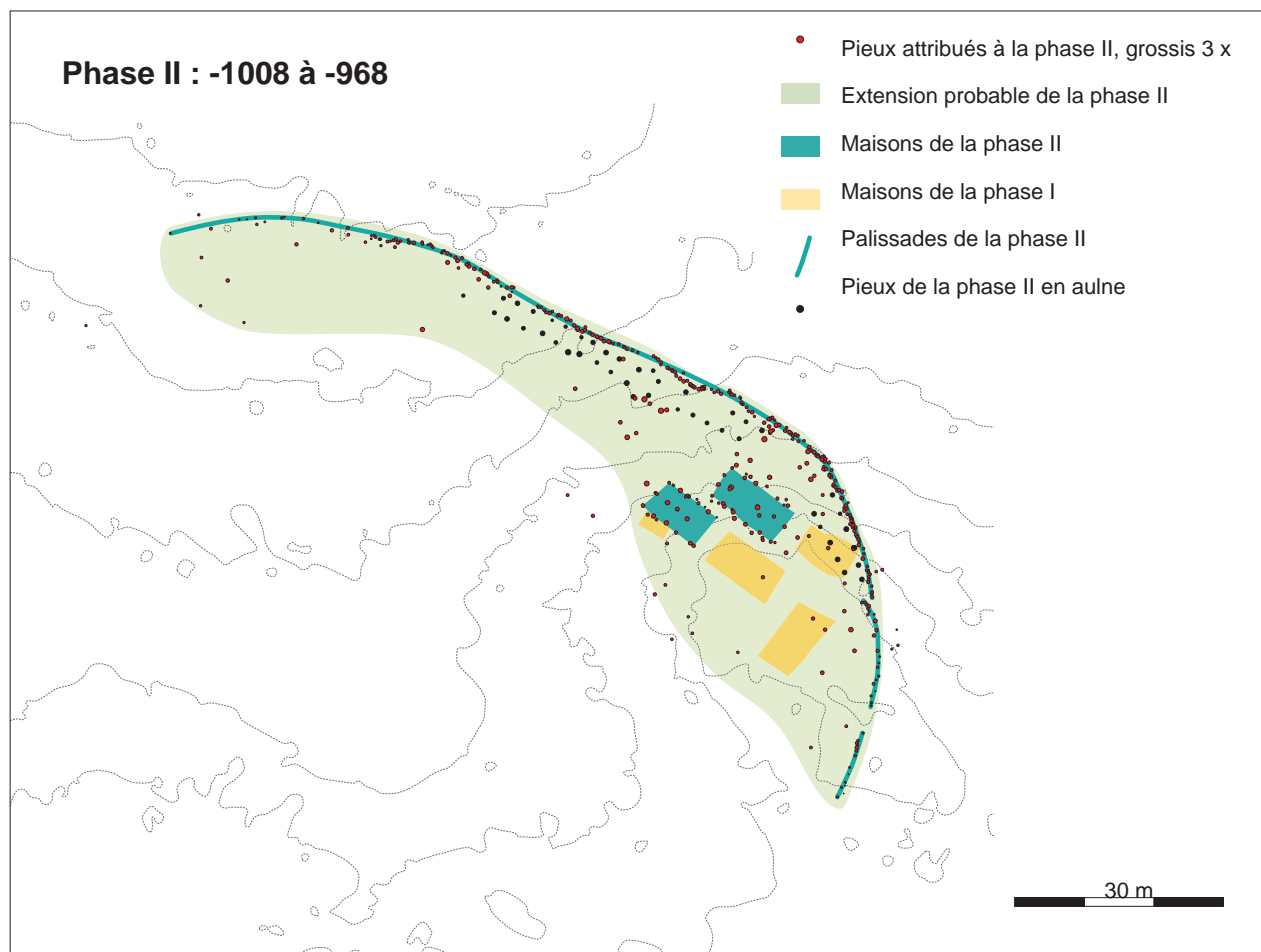 Phase II : -1008 à -968
Pieux attribués à la phase II, grossis 3 x
Extension probable de la phase II
Maisons de la phase II
Maisons de la phase I
Palissades de la phase II
Pieux de la phase II en aulne
30 m